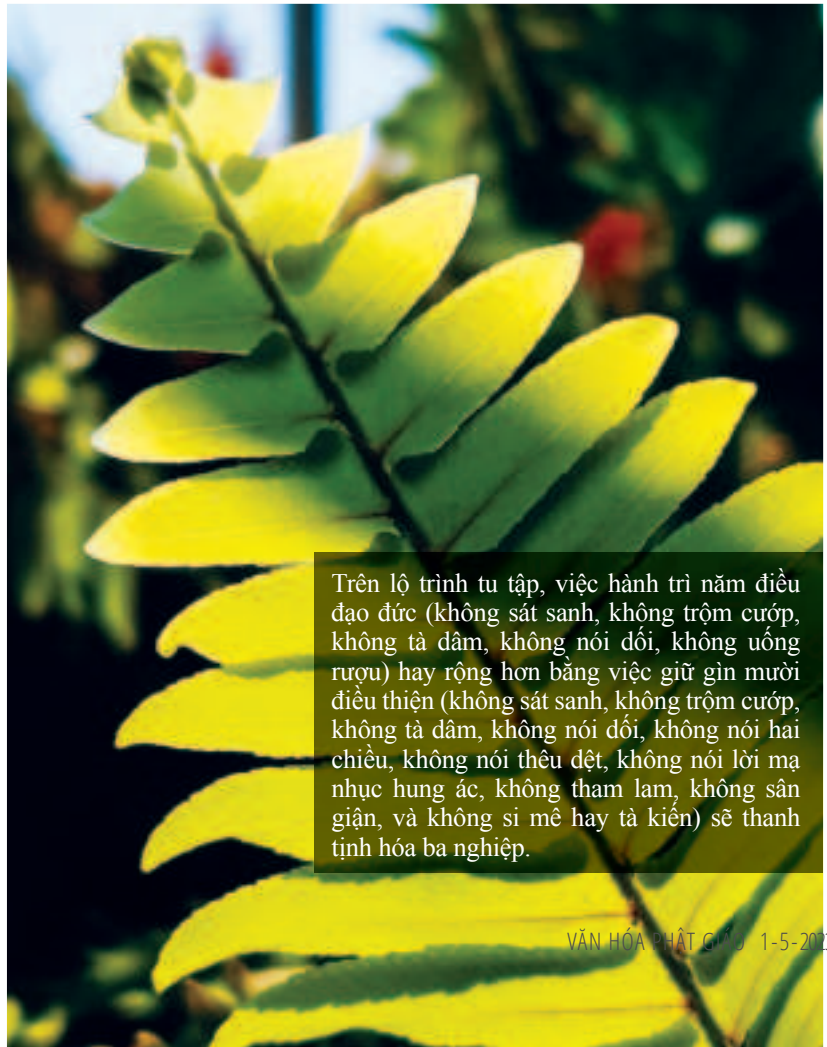 Trên lộ trình tu tập, việc hành trì năm điều
đạo đức (không sát sanh, không trộm cướp,
không tà dâm, không nói dối, không uống
rượu) hay rộng hơn bằng việc giữ gìn mười
điều thiện (không sát sanh, không trộm cướp,
không tà dâm, không nói dối, không nói hai
chiều, không nói thêu dệt, không nói lời mạ
nhục hung ác, không tham lam, không sân
giận, và không si mê hay tà kiến) sẽ thanh
tịnh hóa ba nghiệp.
VĂN HÓA PHẬT GIÁO 1-5-202